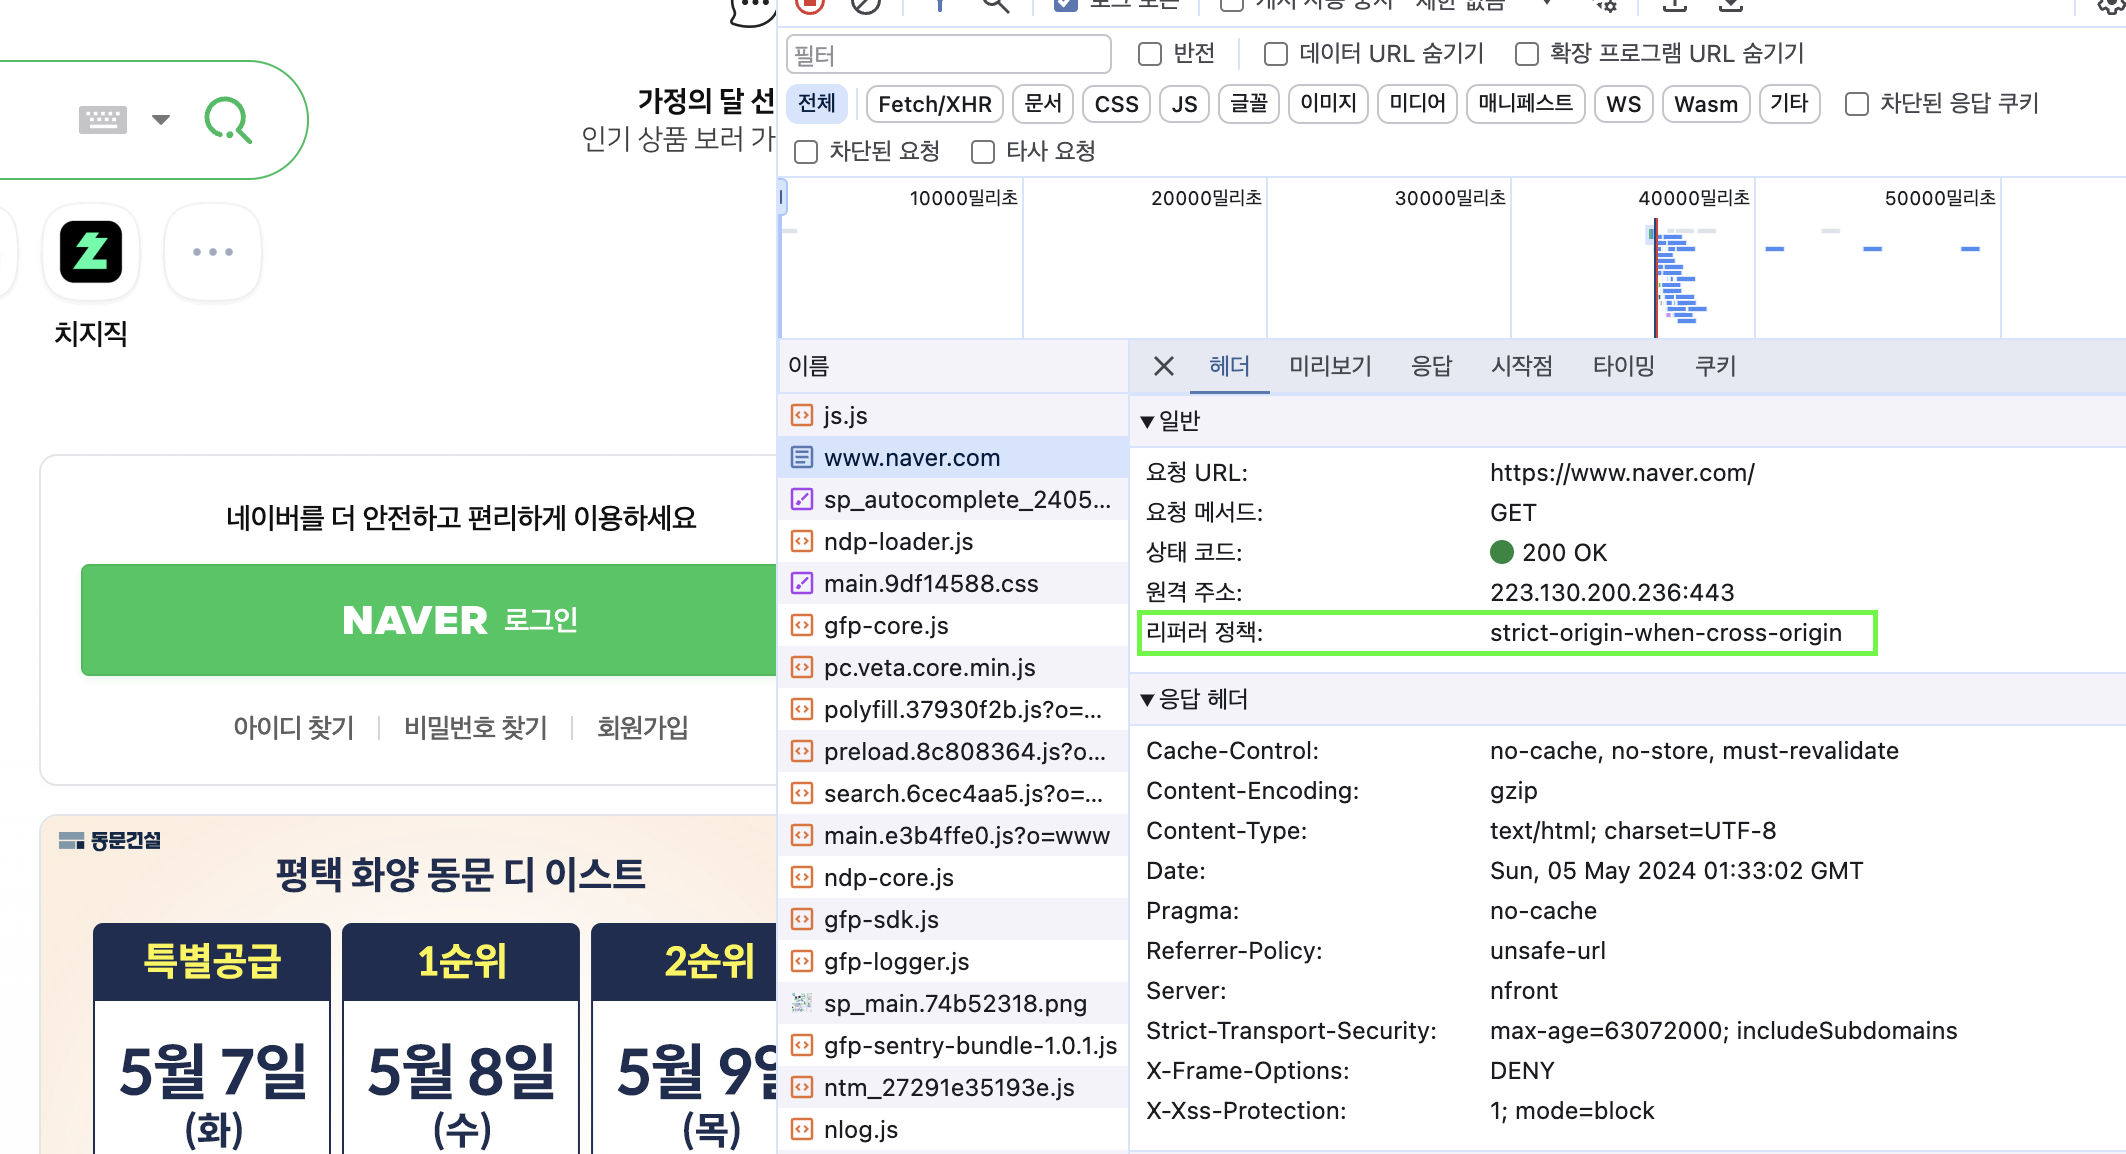 로그 보존
게시 사용 중지
제한 없음
필터
반전
데이터 URL 숨기기
확장 프로그램 URL 숨기기
전체
Fetch/XHR
문서
CSS
JS
글꼴
이미지
미디어
매니페스트
WS
Wasm
기타
차단된 응답 쿠키
차단된 요청
타사 요청
10000밀리초
20000밀리초
30000밀리초
40000밀리초
50000밀리초
가정의 달 선
인기 상품 보러 가
치지직
네이버를 더 안전하고 편리하게 이용하세요
NAVER 로그인
아이디 찾기
비밀번호 찾기
회원가입
동문건설
평택 화양 동문 디 이스트
특별공급
1순위
2순위
5월 7일
5월 8일
5월 9일
(화)
(수)
(목)
이름
js.js
www.naver.com
sp_autocomplete_2405...
ndp-loader.js
main.9df14588.css
gfp-core.js
pc.veta.core.min.js
polyfill.37930f2b.js?o=...
preload.8c808364.js?o...
search.6cec4aa5.js?o=...
main.e3b4ffe0.js?o=www
ndp-core.js
gfp-sdk.js
gfp-logger.js
sp_main.74b52318.png
gfp-sentry-bundle-1.0.1.js
ntm_27291e35193e.js
nlog.js
헤더
미리보기
응답
시작점
타이밍
쿠키
▼일반
요청 URL: https://www.naver.com/
요청 메서드: GET
상태 코드: 200 OK
원격 주소: 223.130.200.236:443
리퍼러 정책: strict-origin-when-cross-origin
▼응답 헤더
Cache-Control: no-cache, no-store, must-revalidate
Content-Encoding: gzip
Content-Type: text/html; charset=UTF-8
Date: Sun, 05 May 2024 01:33:02 GMT
Pragma: no-cache
Referrer-Policy: unsafe-url
Server: nfront
Strict-Transport-Security: max-age=63072000; includeSubdomains
X-Frame-Options: DENY
X-Xss-Protection: 1; mode=block